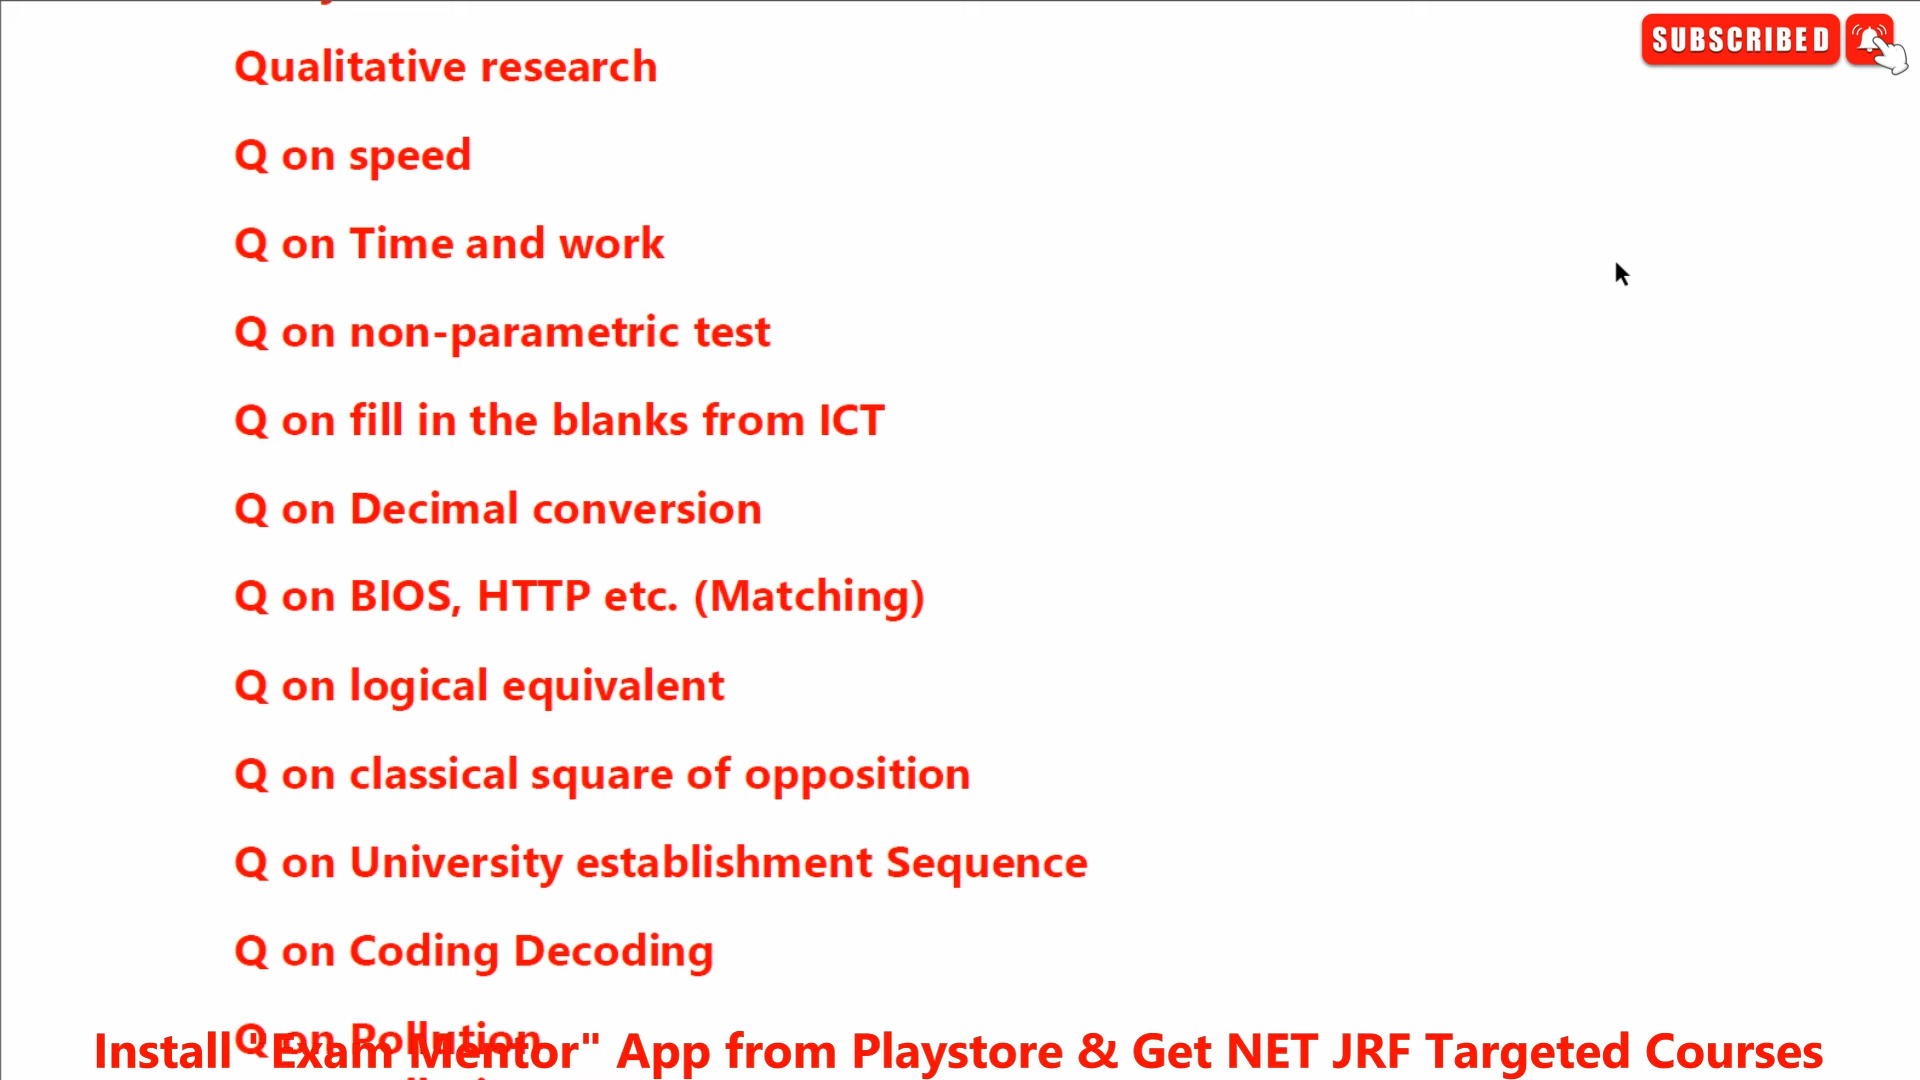 SUBSCRIBED
Qualitative research
Q on speed
Q on Time and work
Q on non-parametric test
Q on fill in the blanks from ICT
Q on Decimal conversion
Q on BIOS, HTTP etc. (Matching)
Q on logical equivalent
Q on classical square of opposition
Q on University establishment Sequence
Q on Coding Decoding
Q on Pollution
Install "Exam Mentor" App from Playstore & Get NET JRF Targeted Courses